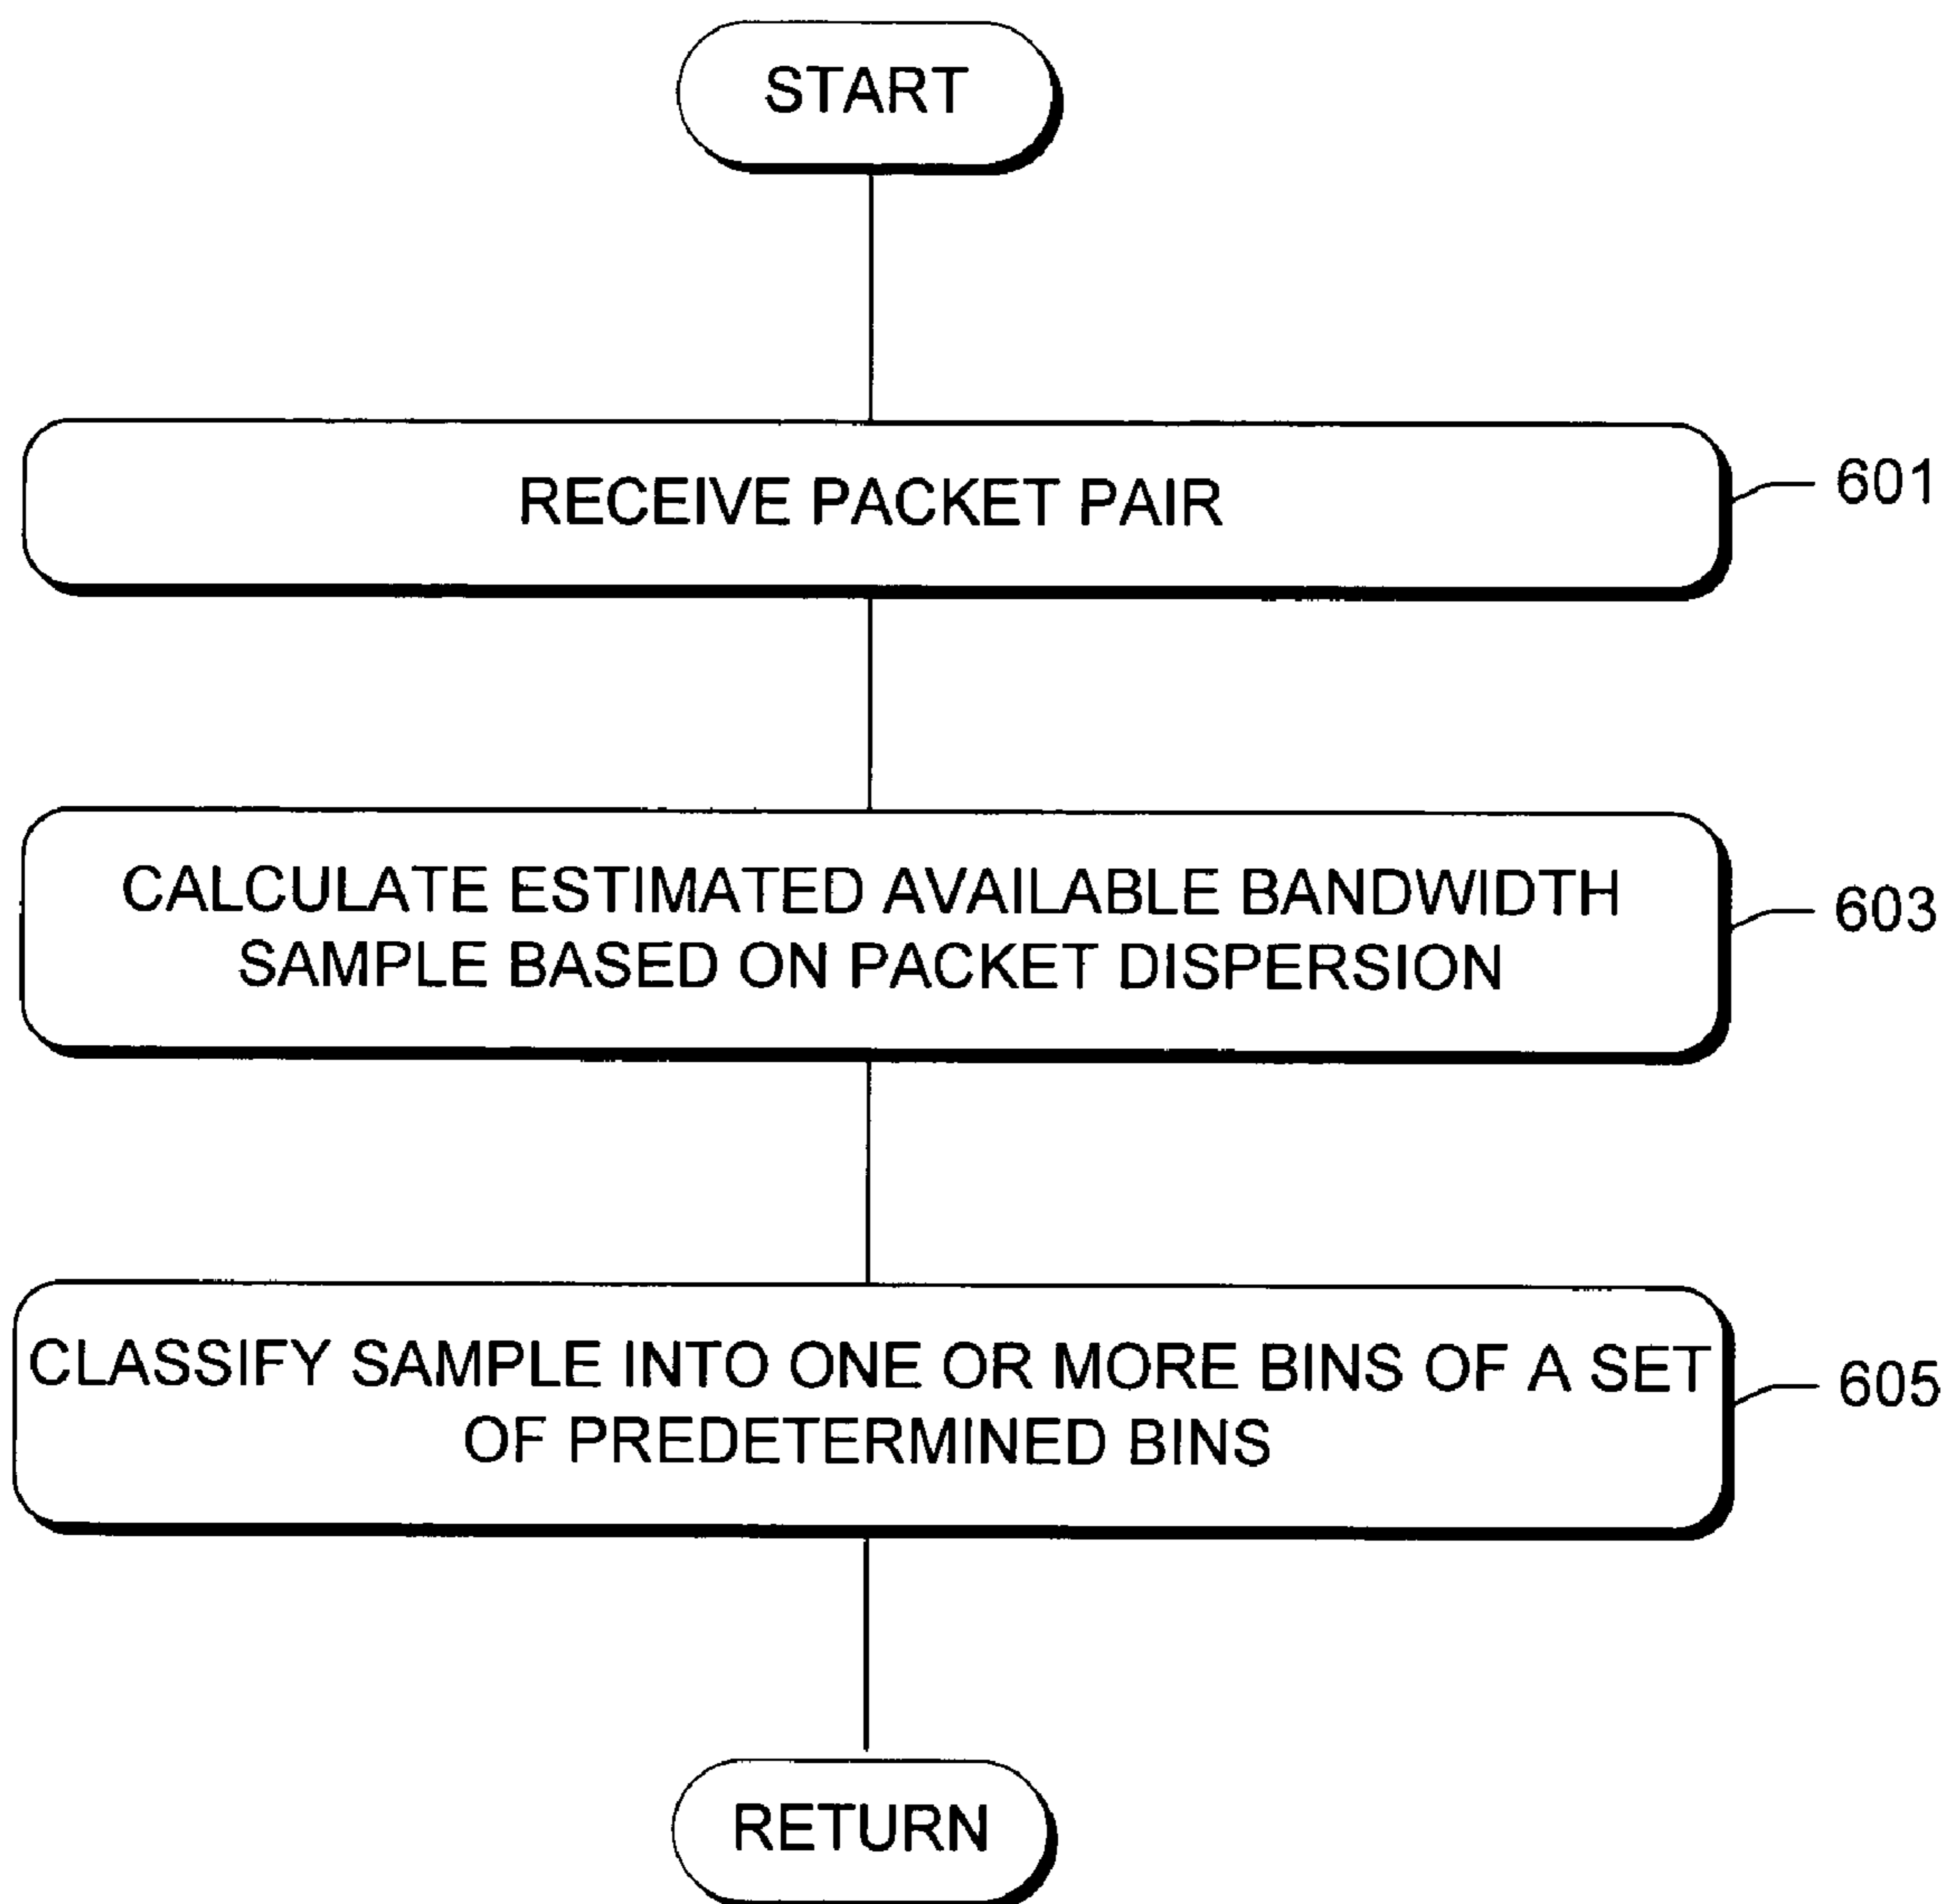 START
RECEIVE PACKET PAIR
601
CALCULATE ESTIMATED AVAILABLE BANDWIDTH
SAMPLE BASED ON PACKET DISPERSION
603
CLASSIFY SAMPLE INTO ONE OR MORE BINS OF A SET
OF PREDETERMINED BINS
605
RETURN